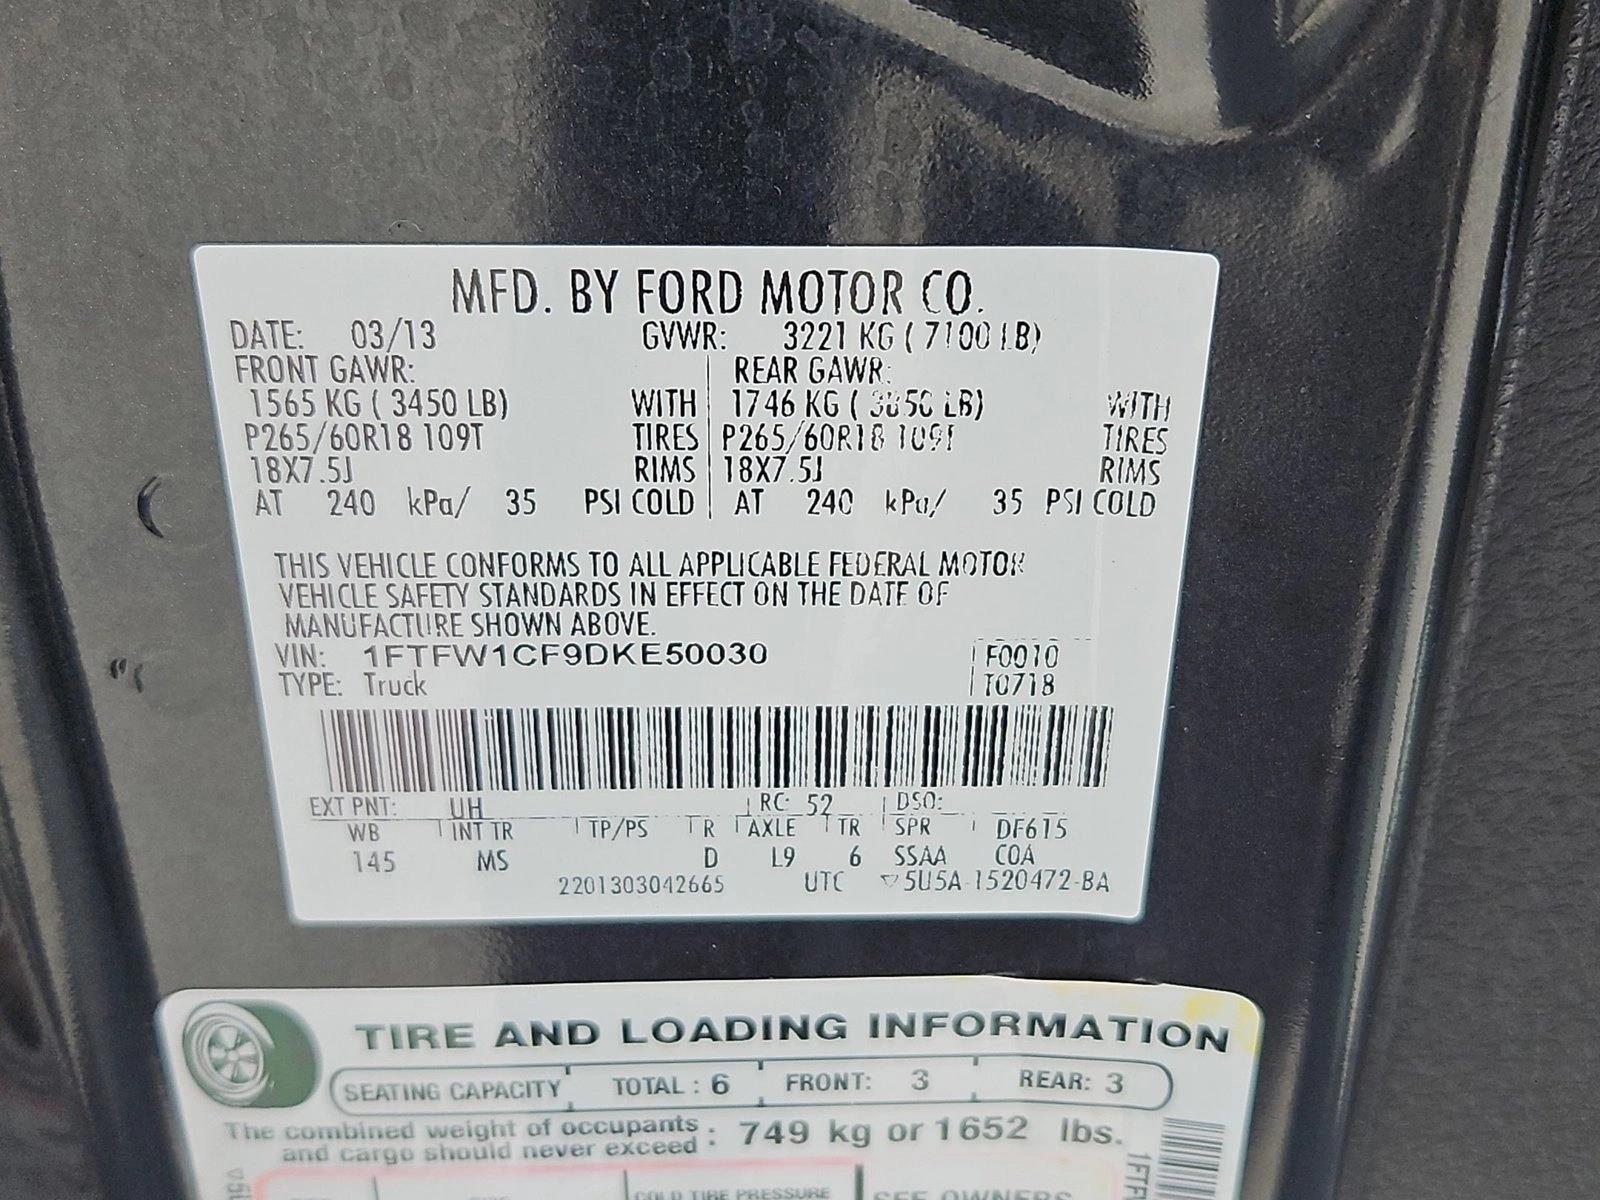 MFD. BY FORD MOTOR CO.
DATE: 03/13 GVWR: 3221 KG ( 7100 LB)
FRONT GAWR: REAR GAWR:
1565 KG ( 3450 LB) WITH 1746 KG ( 3850 LB) WITH
P265/60R18 109T TIRES P265/60R18 109T TIRES
18X7.5J RIMS 18X7.5J RIMS
AT 240 kPa/ 35 PSI COLD AT 240 kPa/ 35 PSI COLD
THIS VEHICLE CONFORMS TO ALL APPLICABLE FEDERAL MOTOR
VEHICLE SAFETY STANDARDS IN EFFECT ON THE DATE OF
MANUFACTURE SHOWN ABOVE.
VIN: 1FTFW1CF9DKE50030 F0010
TYPE: Truck T0718
EXT PNT: UH RC: 52 DSO:
WB INT TR TP/PS R AXLE TR SPR DF615
145 MS D L9 6 SSAA COA
2201303042665 UTC ▽5U5A-1520472-BA
TIRE AND LOADING INFORMATION
SEATING CAPACITY TOTAL : 6 FRONT: 3 REAR: 3
The combined weight of occupants
and cargo should never exceed : 749 kg or 1652 lbs.
COLD TIRE PRESSURE SEE OWNERS
1FTF